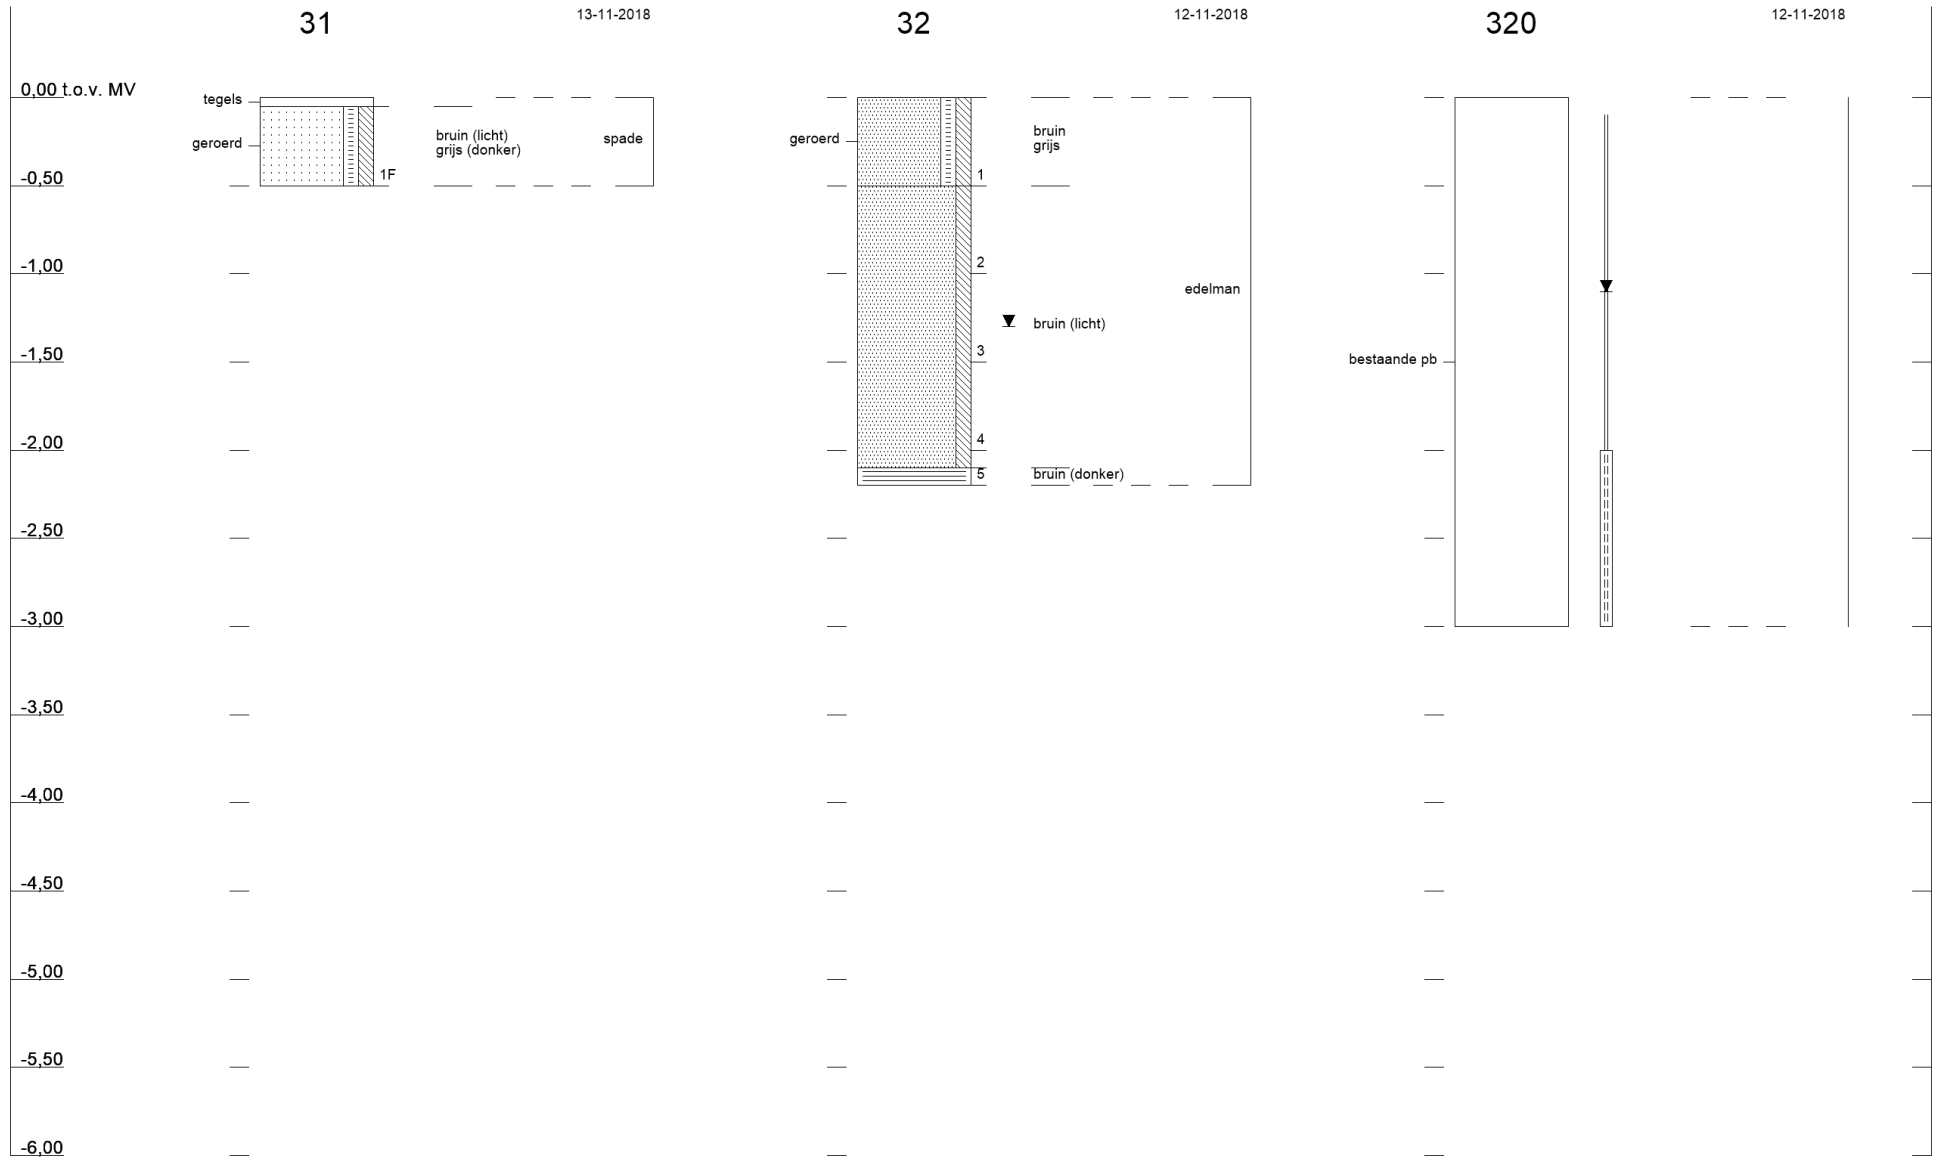 31
13-11-2018
32
12-11-2018
320
12-11-2018
0,00 t.o.v. MV
-0,50
-1,00
-1,50
-2,00
-2,50
-3,00
-3,50
-4,00
-4,50
-5,00
-5,50
-6,00
tegels
geroerd
1F
bruin (licht)
grijs (donker)
spade
geroerd
1
2
3
4
5
bruin
grijs
bruin (licht)
bruin (donker)
edelman
bestaande pb